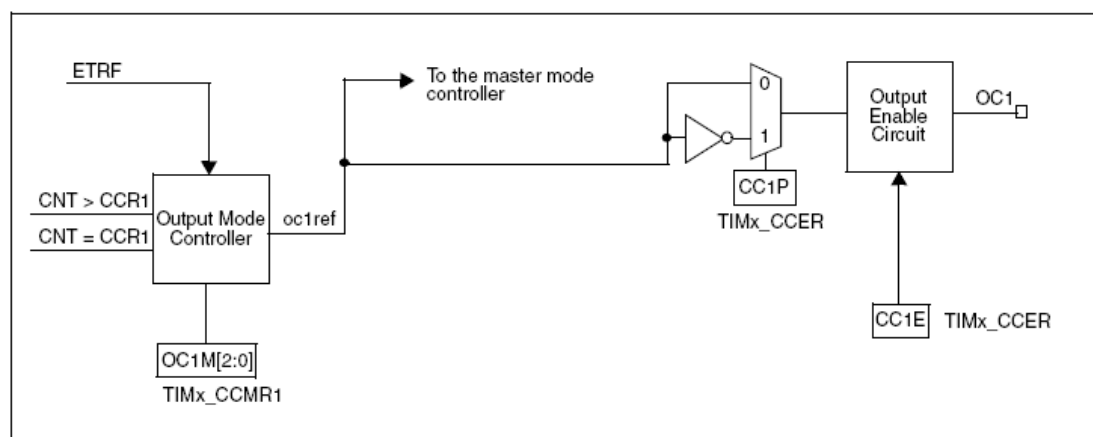 ETRF
To the master mode
controller
0
1
Output
Enable
Circuit
OC1
CNT > CCR1
CNT = CCR1
Output Mode
Controller
oc1ref
CC1P
TIMx_CCER
CC1E
TIMx_CCER
OC1M[2:0]
TIMx_CCMR1